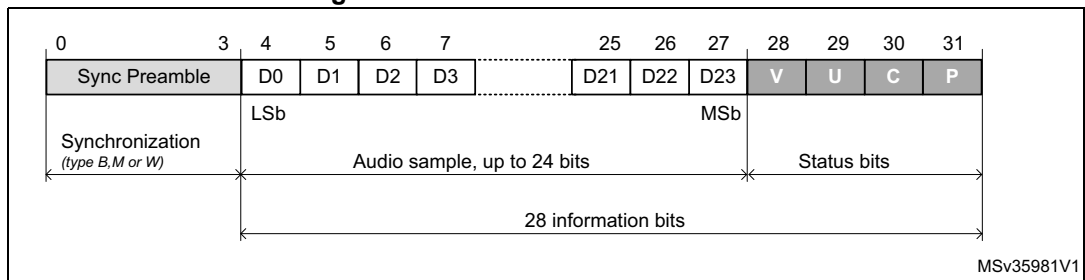 0 3 4 5 6 7 25 26 27 28 29 30 31
Sync Preamble D0 D1 D2 D3 D21 D22 D23 V U C P
LSb MSb
Synchronization
(type B,M or W) Audio sample, up to 24 bits Status bits
28 information bits
MSv35981V1